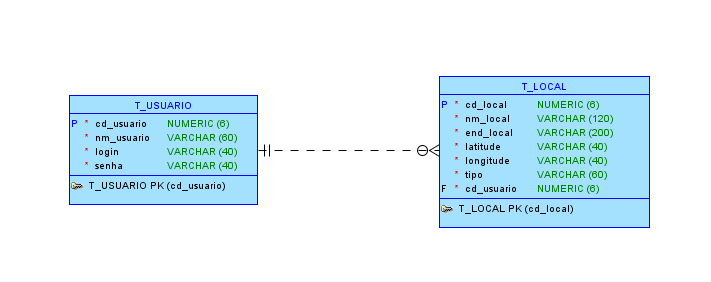 T_USUARIO
P * cd_usuario NUMERIC (6)
* nm_usuario VARCHAR (60)
* login VARCHAR (40)
* senha VARCHAR (40)
T_USUARIO PK (cd_usuario)
T_LOCAL
P * cd_local NUMERIC (6)
* nm_local VARCHAR (120)
* end_local VARCHAR (200)
* latitude VARCHAR (40)
* longitude VARCHAR (40)
* tipo VARCHAR (60)
F * cd_usuario NUMERIC (6)
T_LOCAL PK (cd_local)